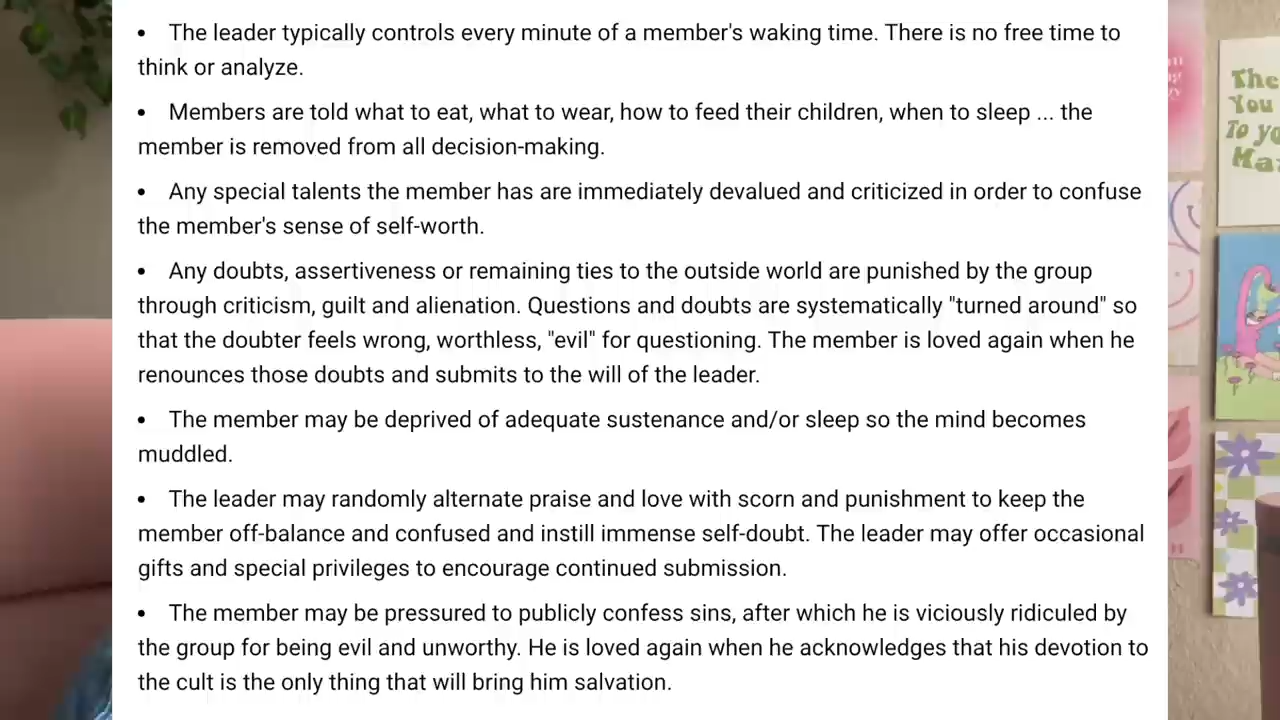 • The leader typically controls every minute of a member's waking time. There is no free time to
think or analyze.
• Members are told what to eat, what to wear, how to feed their children, when to sleep ... the
member is removed from all decision-making.
• Any special talents the member has are immediately devalued and criticized in order to confuse
the member's sense of self-worth.
• Any doubts, assertiveness or remaining ties to the outside world are punished by the group
through criticism, guilt and alienation. Questions and doubts are systematically "turned around" so
that the doubter feels wrong, worthless, "evil" for questioning. The member is loved again when he
renounces those doubts and submits to the will of the leader.
• The member may be deprived of adequate sustenance and/or sleep so the mind becomes
muddled.
• The leader may randomly alternate praise and love with scorn and punishment to keep the
member off-balance and confused and instill immense self-doubt. The leader may offer occasional
gifts and special privileges to encourage continued submission.
• The member may be pressured to publicly confess sins, after which he is viciously ridiculed by
the group for being evil and unworthy. He is loved again when he acknowledges that his devotion to
the cult is the only thing that will bring him salvation.
The
You
To